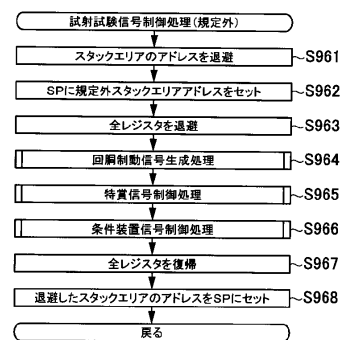 試射試験信号制御処理(規定外)
スタックエリアのアドレスを退避 S961
SPに規定外スタックエリアアドレスをセット S962
全レジスタを退避 S963
回胴制動信号生成処理 S964
特賞信号制御処理 S965
条件装置信号制御処理 S966
全レジスタを復帰 S967
退避したスタックエリアのアドレスをSPにセット S968
戻る